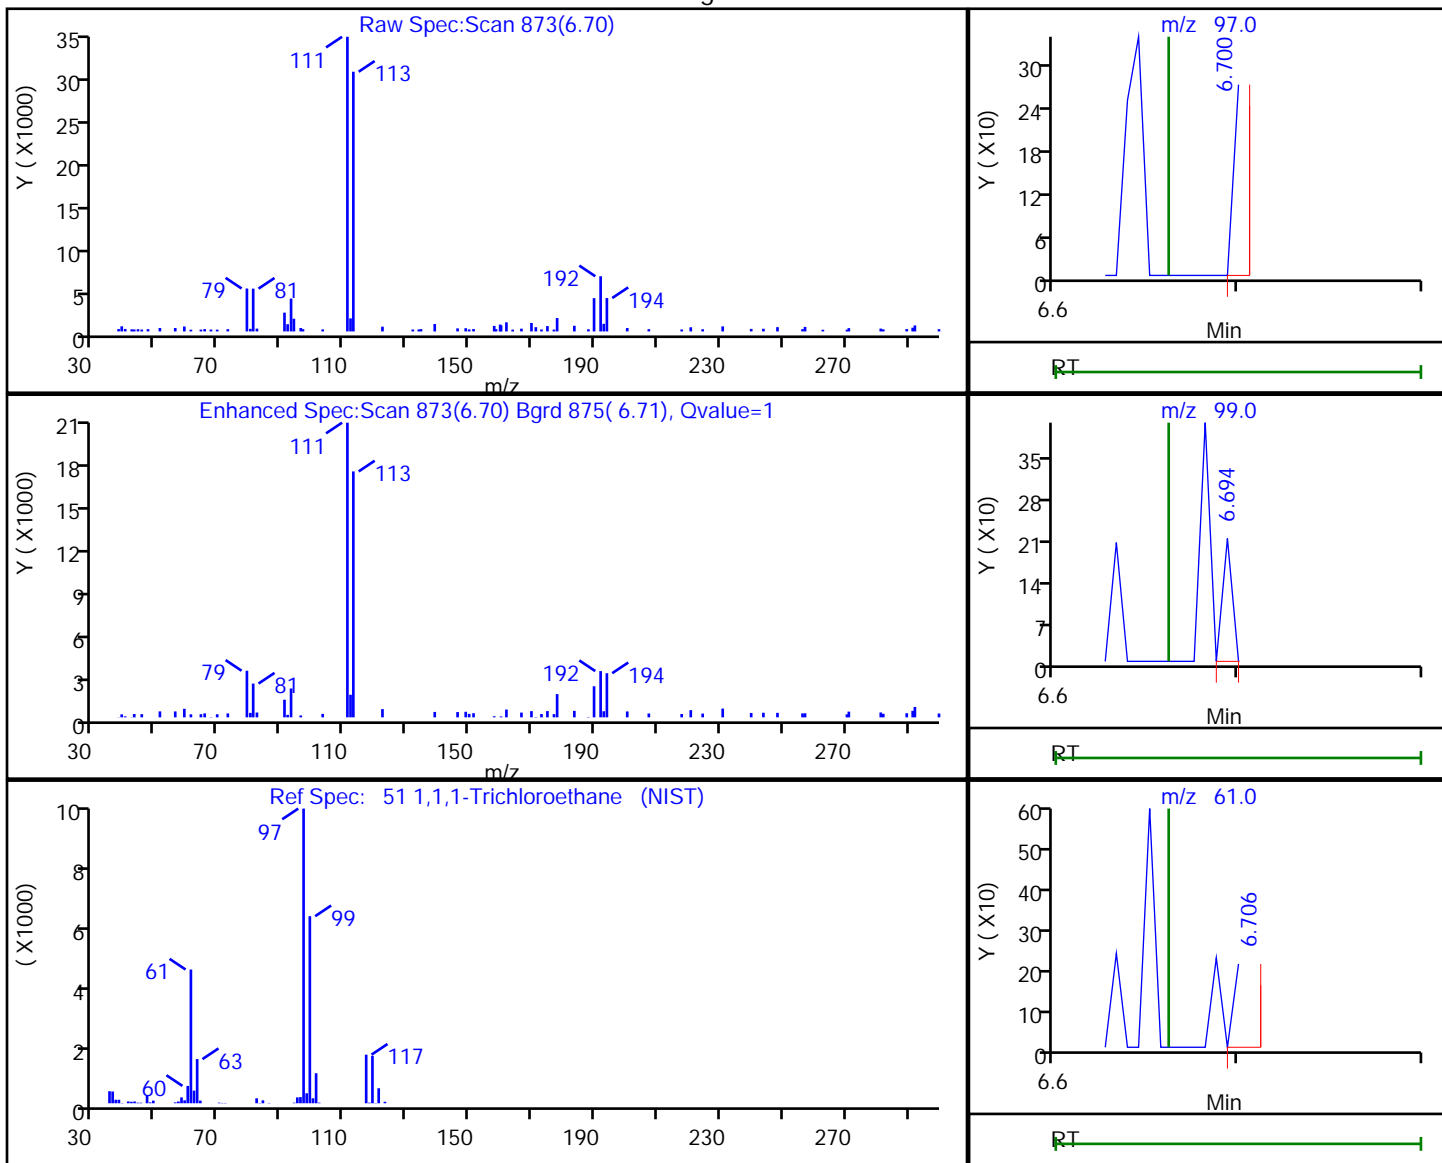 Raw Spec:Scan 873(6.70)
35
30
25
20
15
10
5
0
Y ( X1000)
111
113
79
81
192
194
30 70 110 150 190 230 270
m/z
m/z 97.0
30
24
18
12
6
0
Y ( X10)
6.700
6.6
Min
RT
Enhanced Spec:Scan 873(6.70) Bgrd 875( 6.71), Qvalue=1
21
18
15
12
9
6
3
0
Y ( X1000)
111
113
79
81
192
194
30 70 110 150 190 230 270
m/z
m/z 99.0
35
28
21
14
7
0
Y ( X10)
6.694
6.6
Min
RT
Ref Spec: 51 1,1,1-Trichloroethane (NIST)
10
8
6
4
2
0
( X1000)
97
99
61
63
60
117
30 70 110 150 190 230 270
m/z 61.0
60
50
40
30
20
10
0
Y ( X10)
6.706
6.6
Min
RT